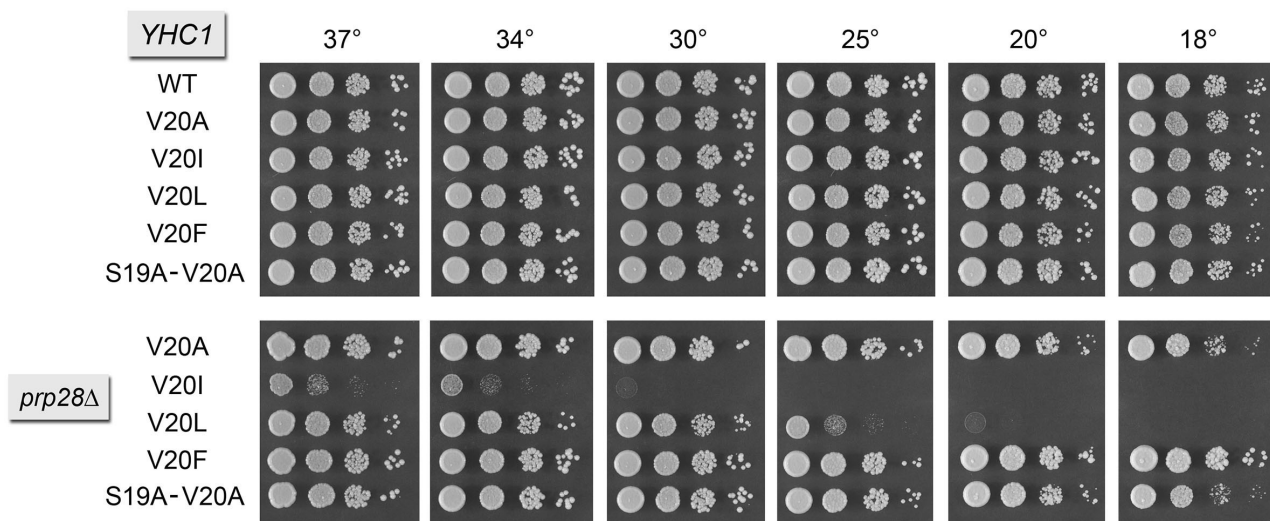 YHC1 37° 34° 30° 25° 20° 18°
WT
V20A
V20I
V20L
V20F
S19A-V20A
prp28Δ
V20A
V20I
V20L
V20F
S19A-V20A